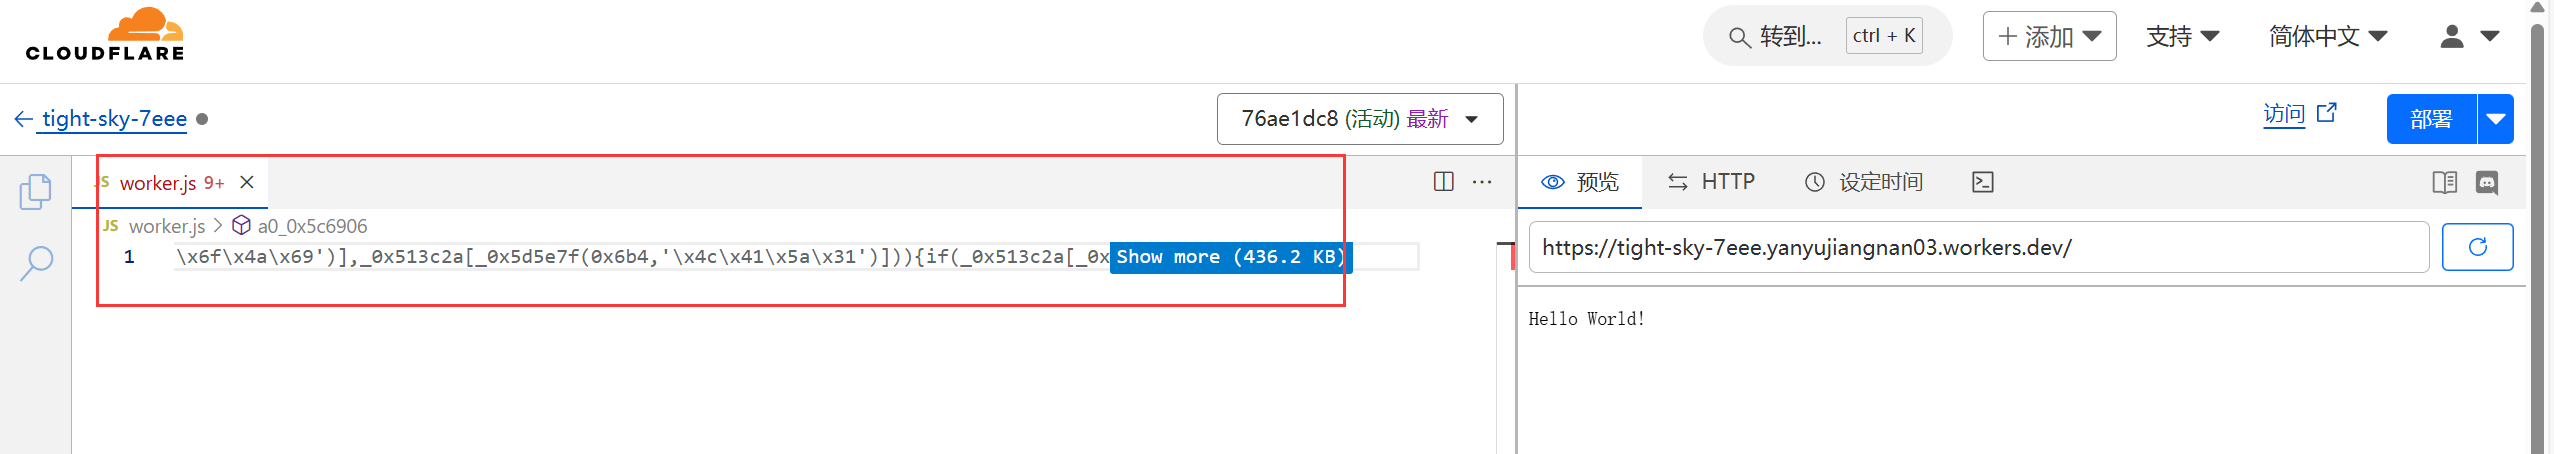 CLOUDFLARE
转到... ctrl + K
添加
支持
简体中文
tight-sky-7eee
76ae1dc8 (活动) 最新
访问
部署
JS worker.js 9+
预览
HTTP
设定时间
JS worker.js > a0_0x5c6906
1 \x6f\x4a\x69')],_0x513c2a[_0x5d5e7f(0x6b4,'\x4c\x41\x5a\x31')])){if(_0x513c2a[_0x Show more (436.2 KB)
https://tight-sky-7eee.yanyujiangnan03.workers.dev/
Hello World!